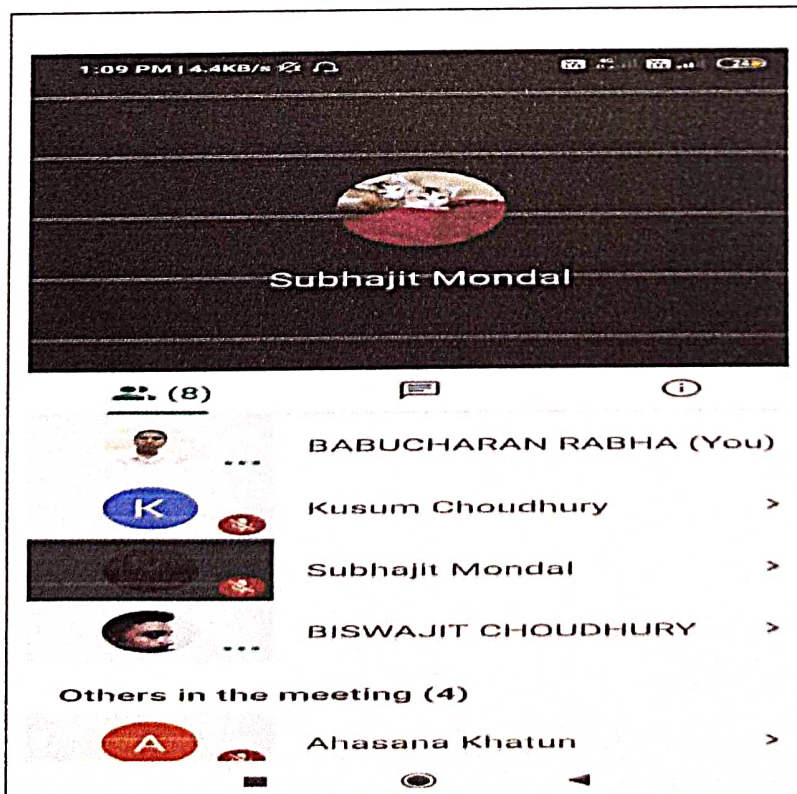 1:09 PM | 4.4KB/s
24
Subhajit Mondal
(8)
BABUCHARAN RABHA (You)
K
Kusum Choudhury
Subhajit Mondal
BISWAJIT CHOUDHURY
Others in the meeting (4)
A
Ahasana Khatun